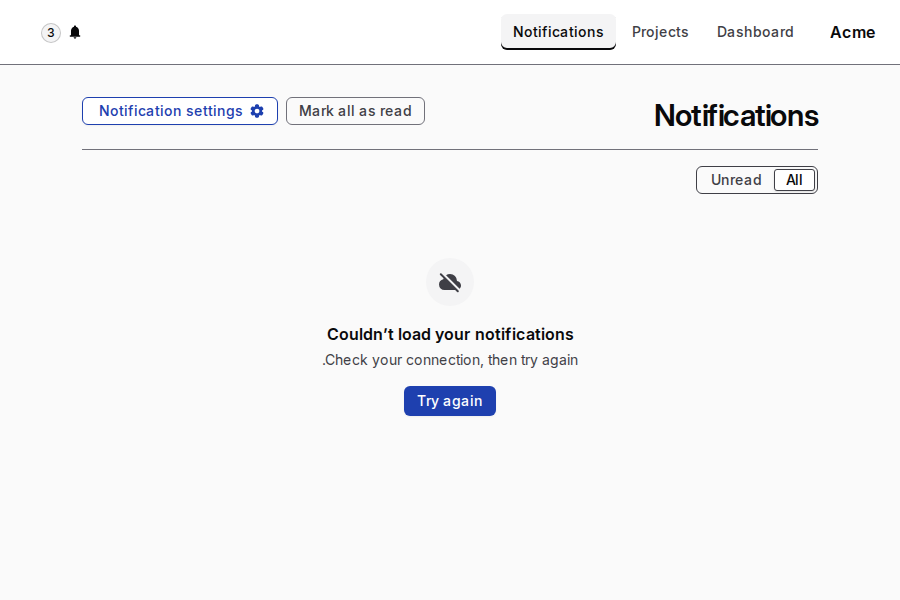 Acme
Dashboard
Projects
Notifications
3
Notifications
Mark all as read
Notification settings
All
Unread
Couldn’t load your notifications
.Check your connection, then try again
Try again